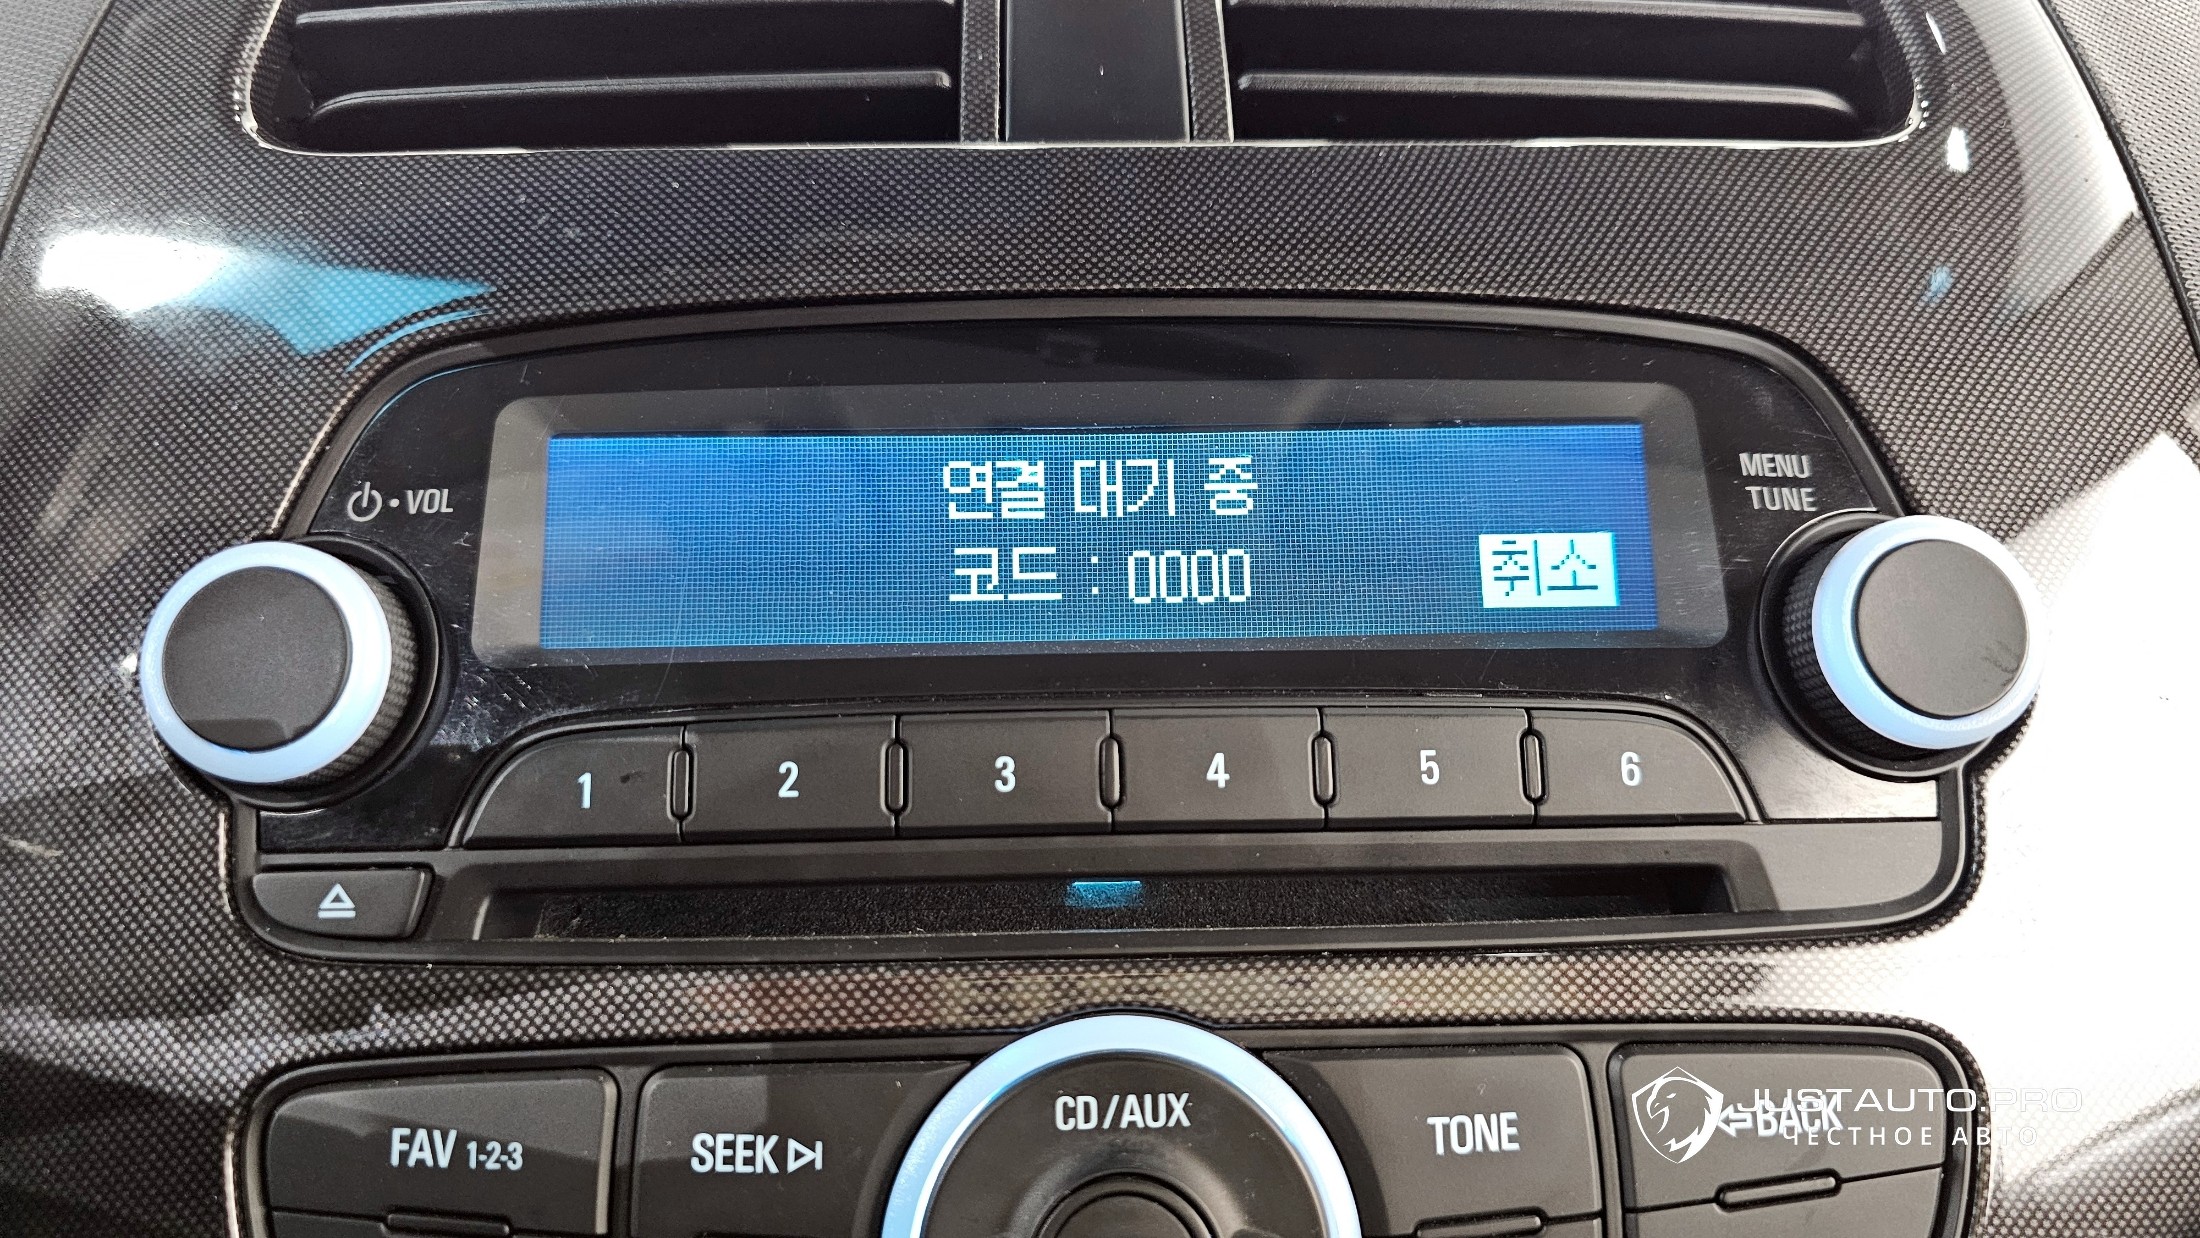 연결 대기 중
코드 : 0000
취소
VOL
MENU
TUNE
1 2 3 4 5 6
CD/AUX
FAV 1-2-3
SEEK
TONE
BACK
JUSTAUTO.PRO
ЧЕСТНОЕ АВТО